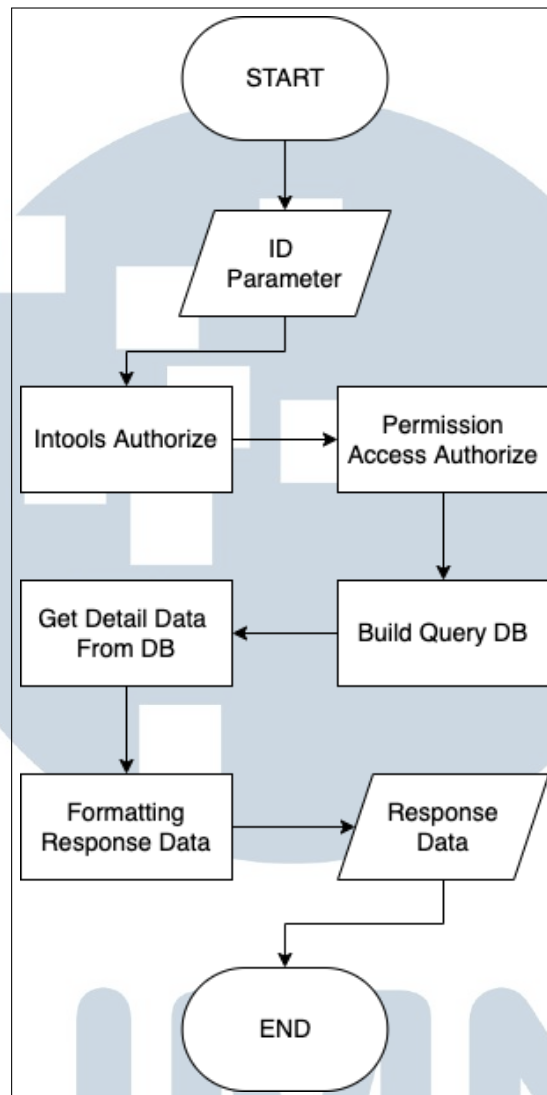 START
ID
Parameter
Intools Authorize
Permission
Access Authorize
Build Query DB
Get Detail Data
From DB
Formatting
Response Data
Response
Data
END